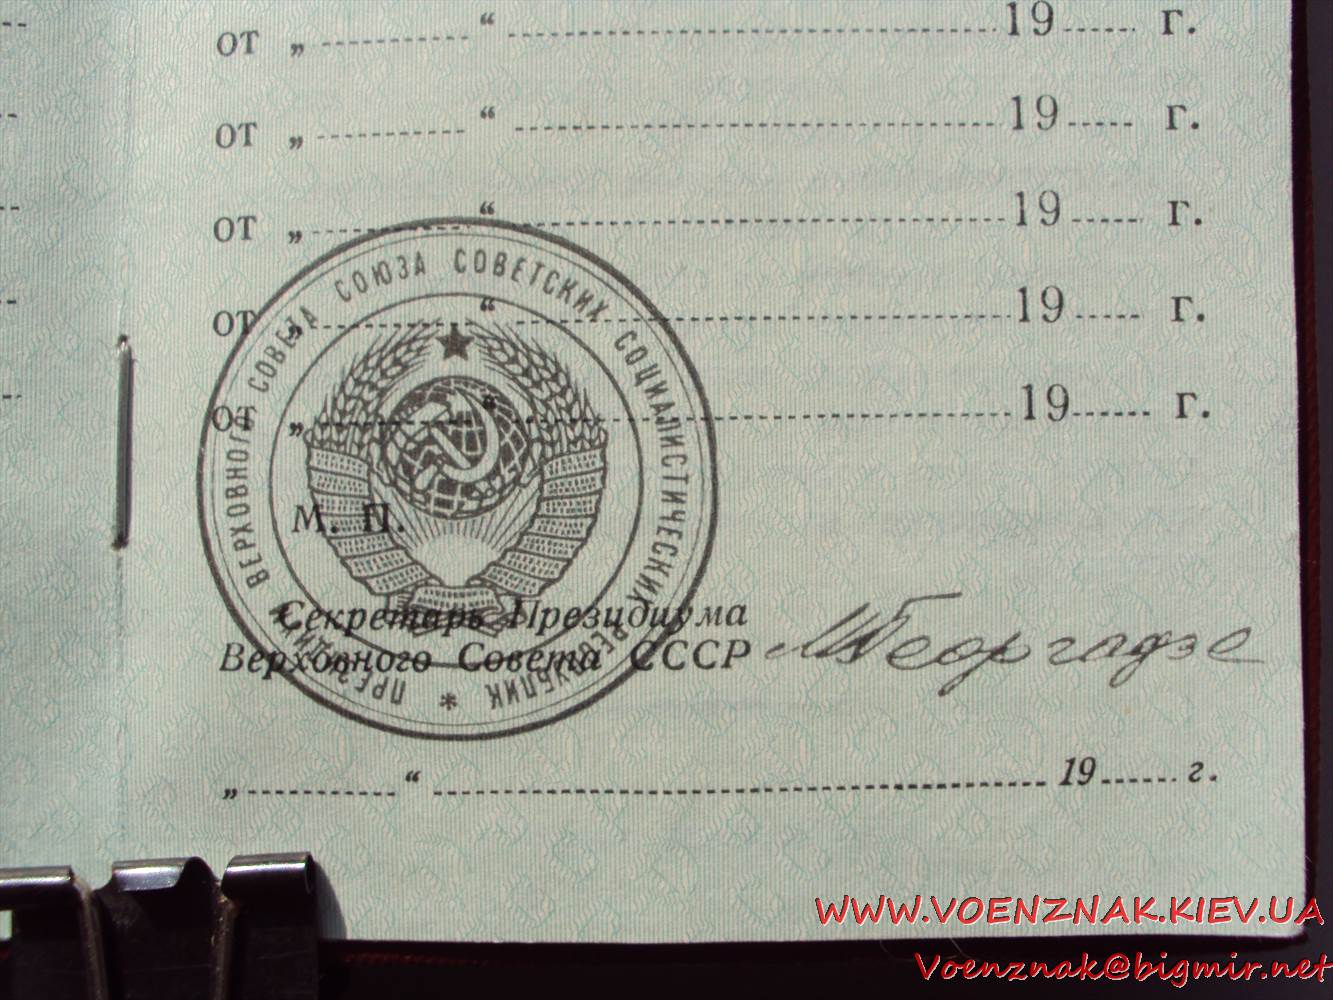 от „ “ 19 г.
от „ “ 19 г.
от „ “ 19 г.
от „ “ 19 г.
от „ “ 19 г.
М. П.
ПРЕЗИДИУМ ВЕРХОВНОГО СОВЕТА СОЮЗА СОВЕТСКИХ СОЦИАЛИСТИЧЕСКИХ РЕСПУБЛИК *
Секретарь Президиума
Верховного Совета СССР МГеоргадзе
„ “ 19 г.
WWW.VOENZNAK.KIEV.UA
Voenznak@bigmir.net